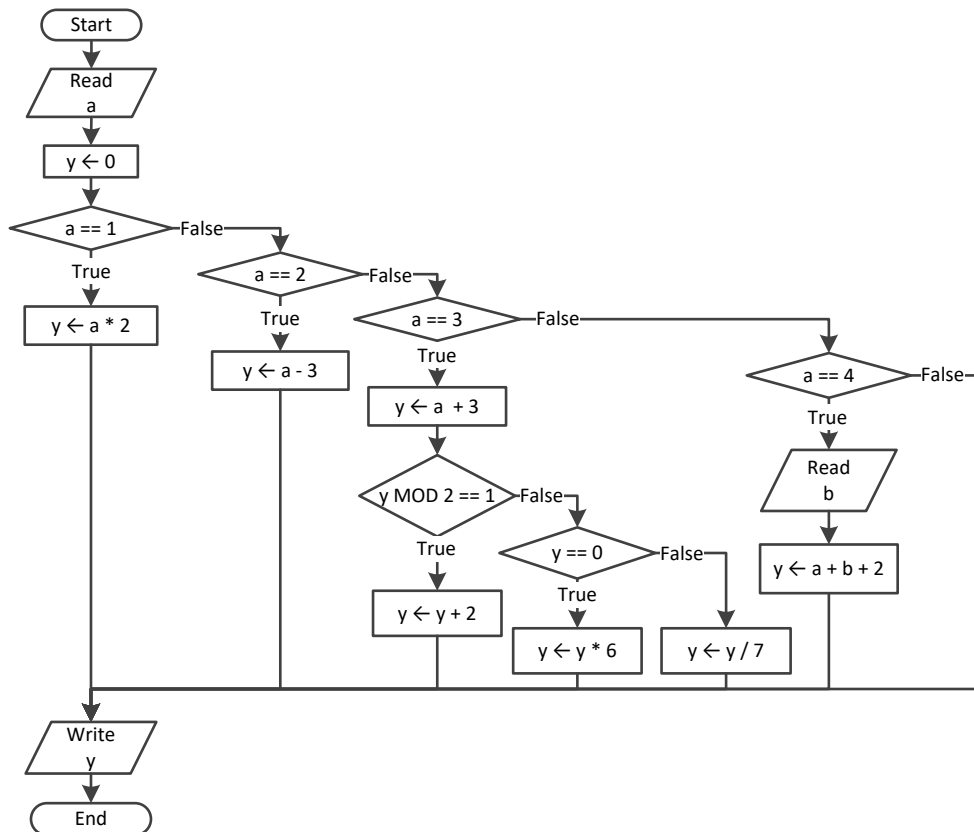 Start
Read
a
y ← 0
a == 1
False
True
a == 2
False
True
y ← a * 2
a == 3
False
True
y ← a - 3
a == 4
False
True
y ← a + 3
Read
b
y MOD 2 == 1
False
True
y == 0
False
True
y ← a + b + 2
y ← y + 2
y ← y * 6
y ← y / 7
Write
y
End